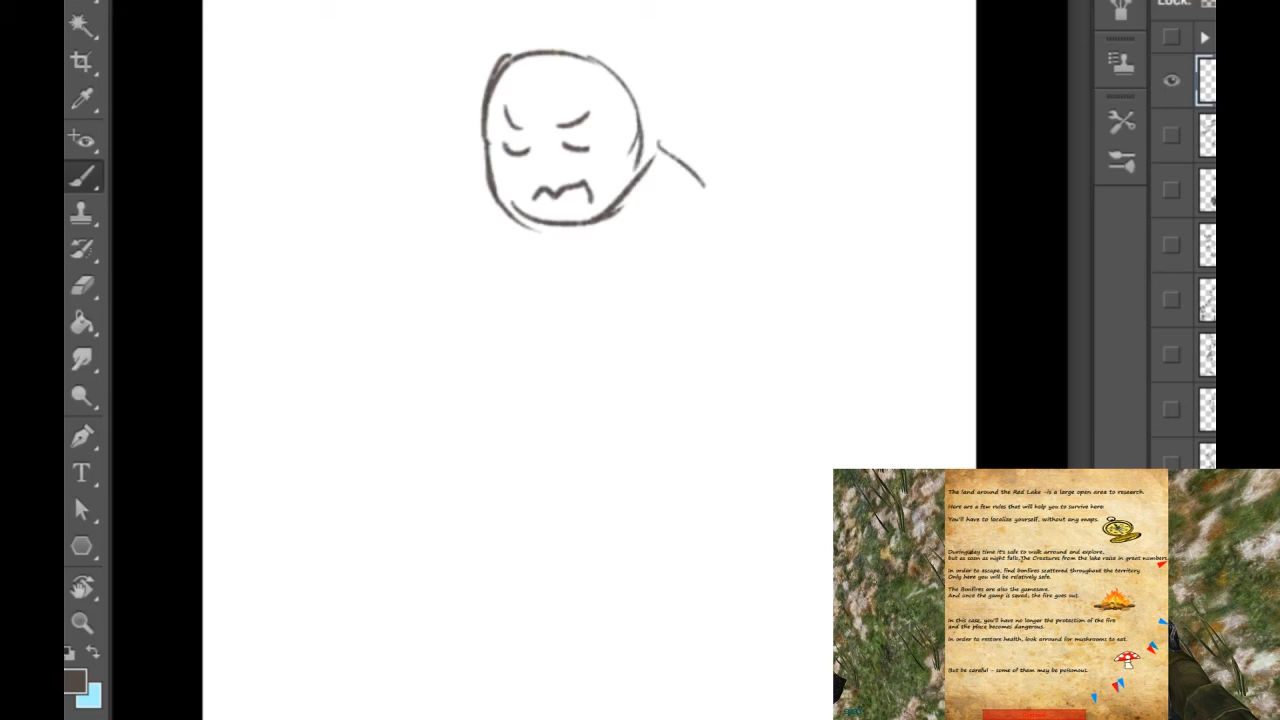 LOCK:
T
The land around the Red Lake -is a large open area to research.
Here are a few rules that will help you to survive here:
You'll have to localize yourself, without any maps.
During day time it's safe to walk arround and explore,
but as soon as night falls,The Creatures from the lake raise in great numbers.
In order to escape, find bonfires scattered throughout the territory.
Only here you will be relatively safe.
The Bonfires are also the gamesave.
And once the gamp is saved, the fire goes out.
In this case, you'll have no longer the protection of the fire
and the place becomes dangerous.
In order to restore health, look arround for mushrooms to eat.
But be careful - some of them may be poisonous.